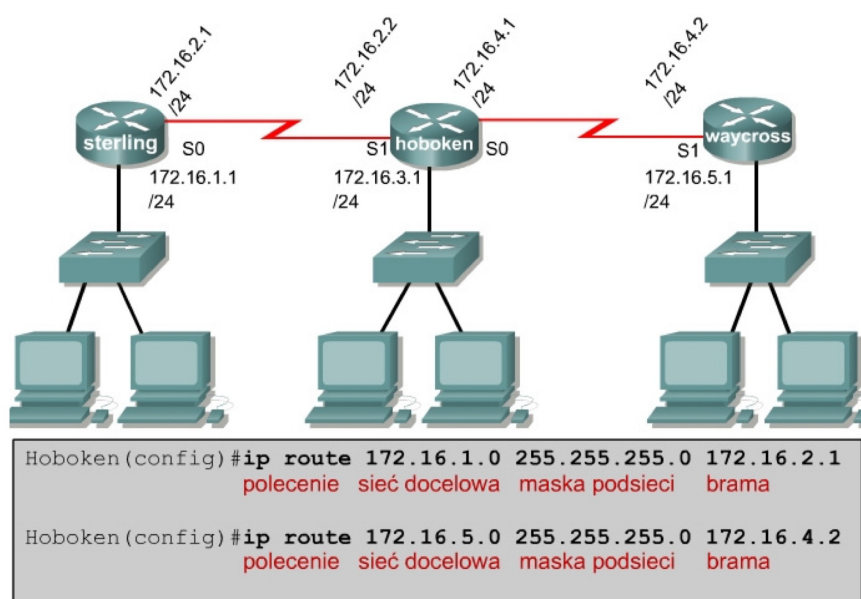 172.16.2.1
/24
172.16.2.2
/24
172.16.4.1
/24
172.16.4.2
/24
sterling
hoboken
waycross
S0
S1
S0
S1
172.16.1.1
/24
172.16.3.1
/24
172.16.5.1
/24
Hoboken(config)#ip route 172.16.1.0 255.255.255.0 172.16.2.1
polecenie sieć docelowa maska podsieci brama
Hoboken(config)#ip route 172.16.5.0 255.255.255.0 172.16.4.2
polecenie sieć docelowa maska podsieci brama